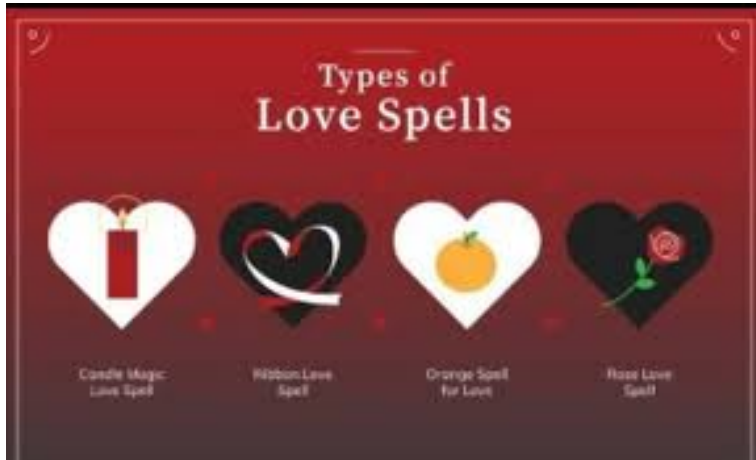 Types of
Love Spells
Candle Magic
Love Spell
Ribbon Love
Spell
Orange Spell
for Love
Rose Love
Spell